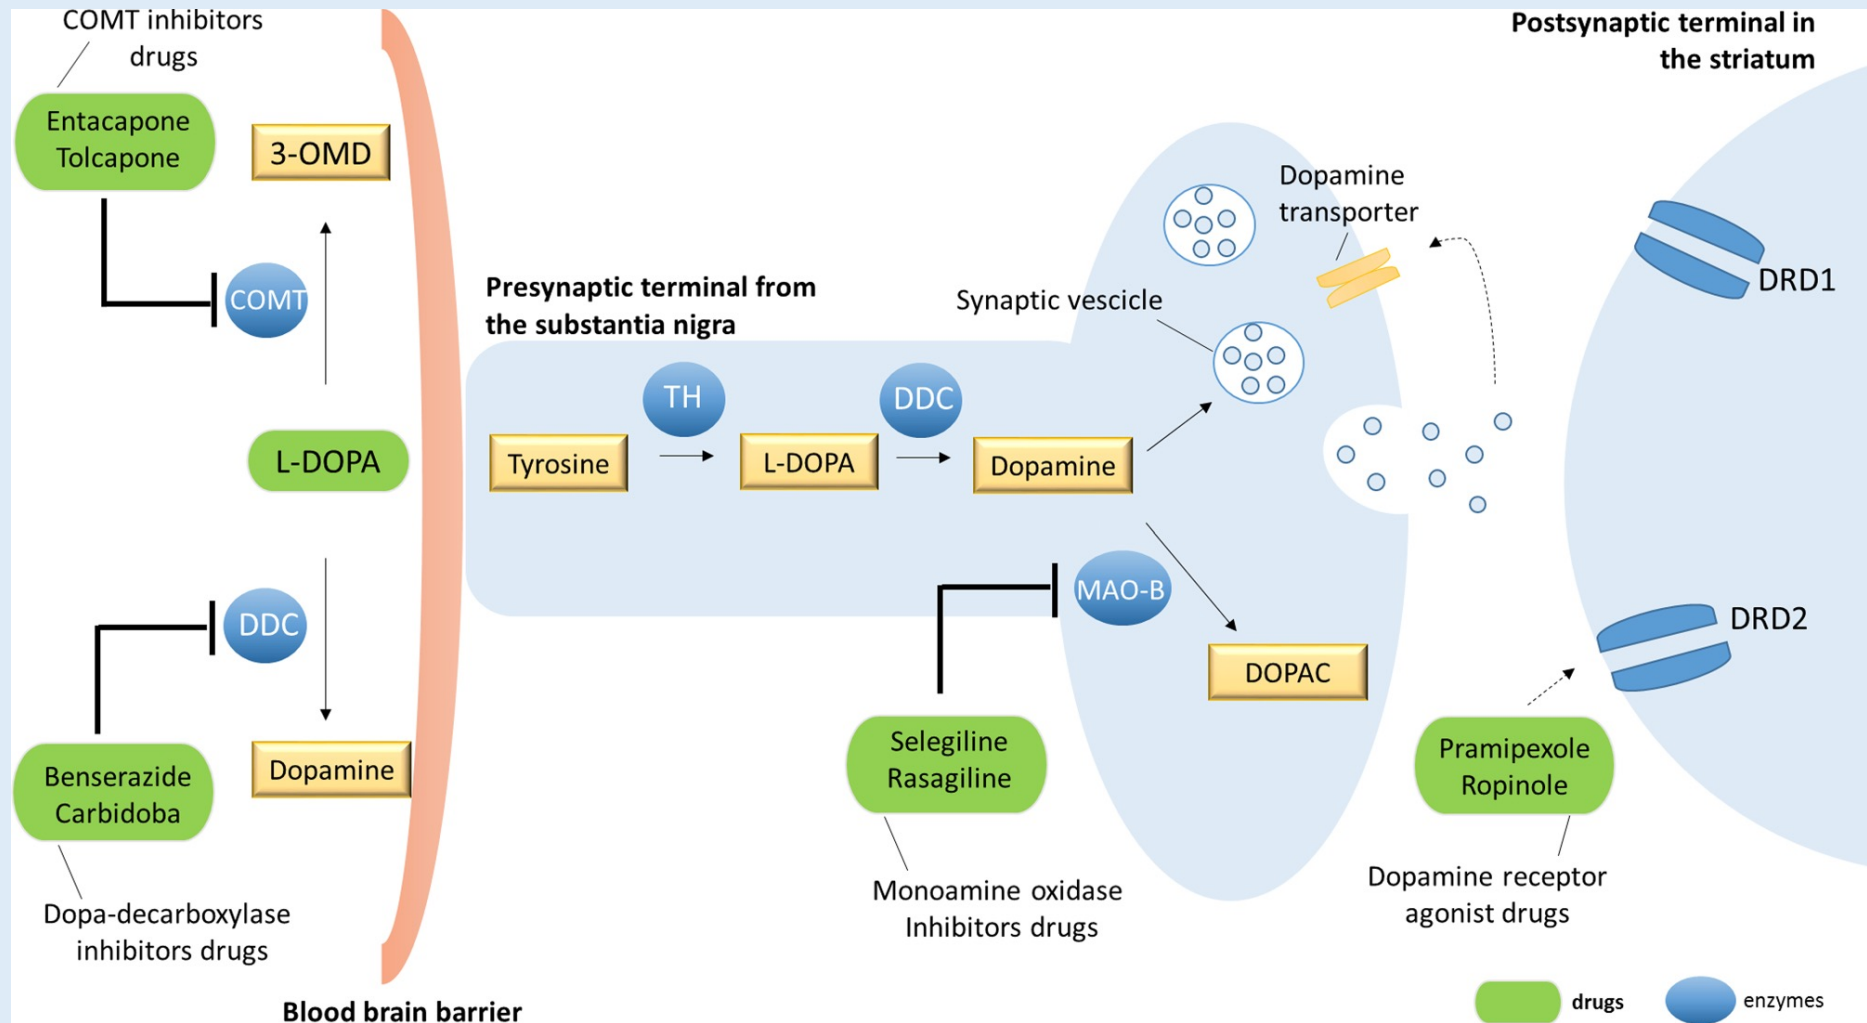 COMT inhibitors
drugs
Entacapone
Tolcapone
3-OMD
COMT
L-DOPA
DDC
Benserazide
Carbidoba
Dopamine
Dopa-decarboxylase
inhibitors drugs
Blood brain barrier
Presynaptic terminal from
the substantia nigra
TH
DDC
Tyrosine
L-DOPA
Dopamine
Synaptic vescicle
Dopamine
transporter
MAO-B
DOPAC
Selegiline
Rasagiline
Monoamine oxidase
Inhibitors drugs
Postsynaptic terminal in
the striatum
DRD1
DRD2
Pramipexole
Ropinole
Dopamine receptor
agonist drugs
drugs
enzymes